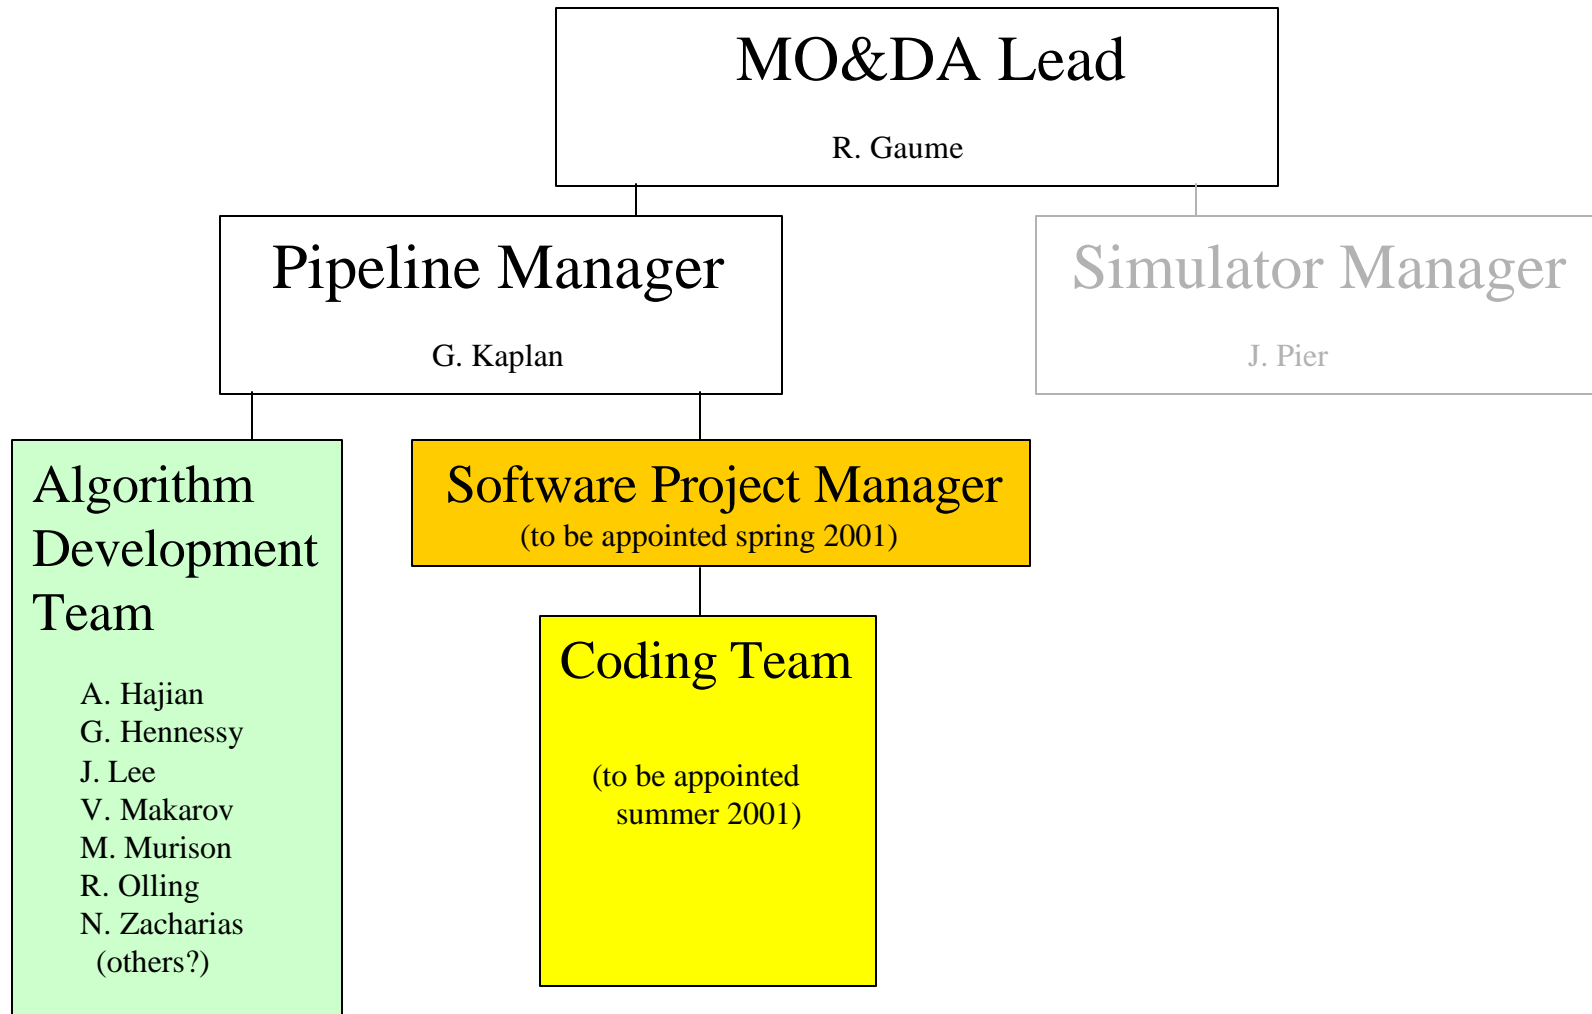 MO&DA Lead
R. Gaume
Pipeline Manager
G. Kaplan
Simulator Manager
J. Pier
Algorithm
Development
Team
A. Hajian
G. Hennessy
J. Lee
V. Makarov
M. Murison
R. Olling
N. Zacharias
(others?)
Software Project Manager
(to be appointed spring 2001)
Coding Team
(to be appointed
summer 2001)